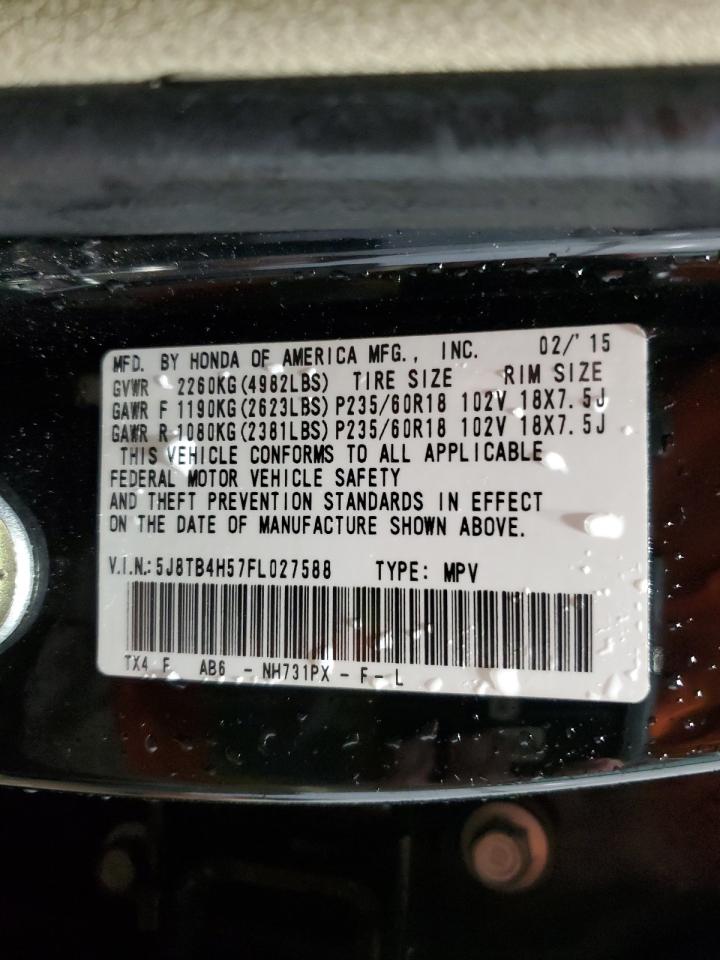 MFD. BY HONDA OF AMERICA MFG., INC. 02/'15
GVWR 2260KG(4982LBS) TIRE SIZE RIM SIZE
GAWR F 1190KG(2623LBS) P235/60R18 102V 18X7.5J
GAWR R 1080KG(2381LBS) P235/60R18 102V 18X7.5J
THIS VEHICLE CONFORMS TO ALL APPLICABLE
FEDERAL MOTOR VEHICLE SAFETY
AND THEFT PREVENTION STANDARDS IN EFFECT
ON THE DATE OF MANUFACTURE SHOWN ABOVE.
V.I.N.: 5J8TB4H57FL027588 TYPE: MPV
TX4 F AB6 - NH731PX - F - L